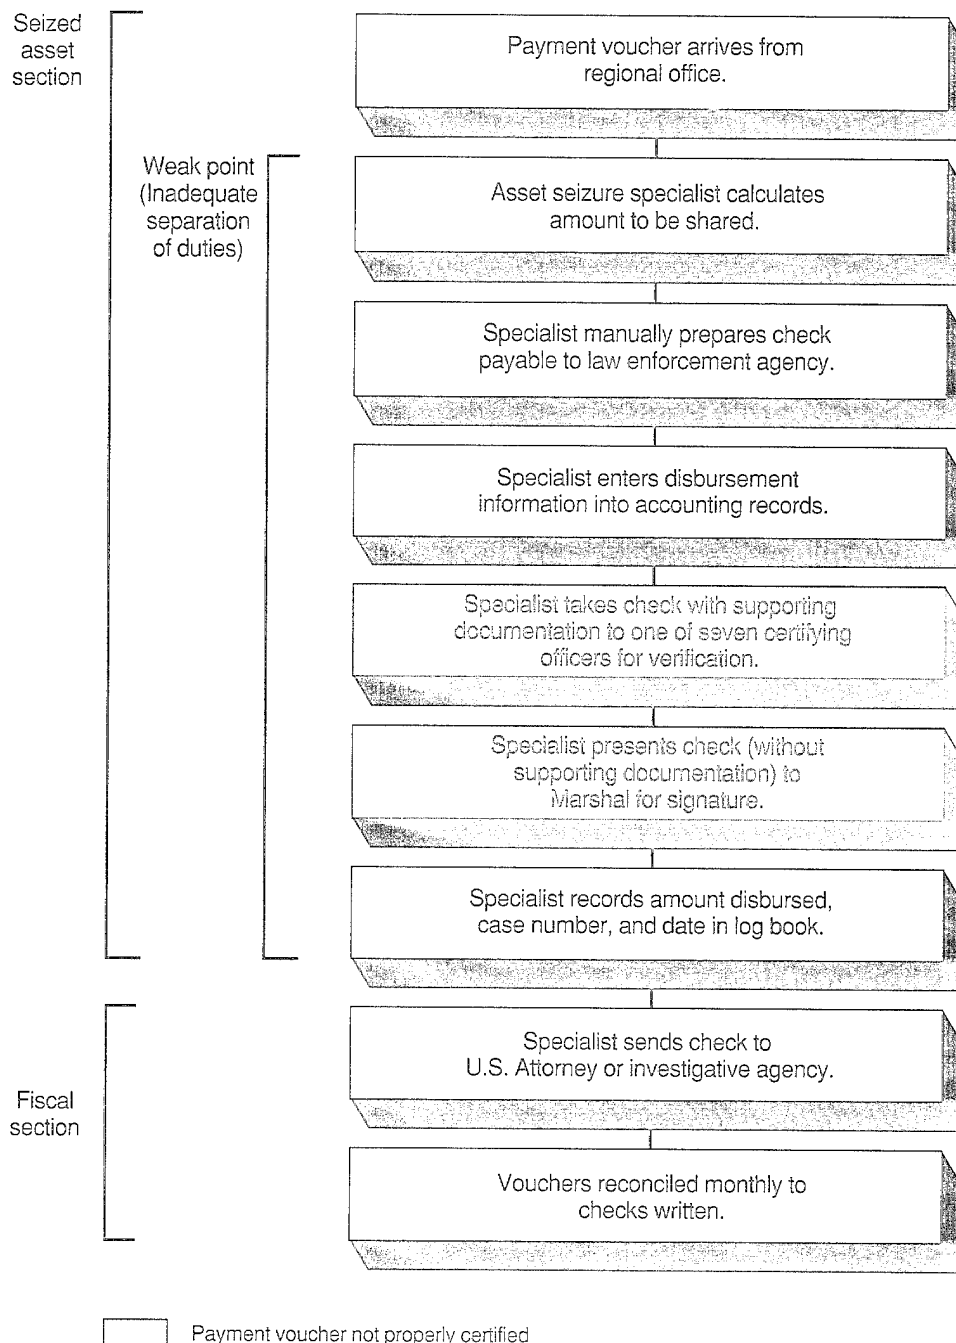 Seized
asset
section
Payment voucher arrives from
regional office.
Weak point
(Inadequate
separation
of duties)
Asset seizure specialist calculates
amount to be shared.
Specialist manually prepares check
payable to law enforcement agency.
Specialist enters disbursement
information into accounting records.
Specialist takes check with supporting
documentation to one of seven certifying
officers for verification.
Specialist presents check (without
supporting documentation) to
Marshal for signature.
Specialist records amount disbursed,
case number, and date in log book.
Fiscal
section
Specialist sends check to
U.S. Attorney or investigative agency.
Vouchers reconciled monthly to
checks written.
Payment voucher not properly certified